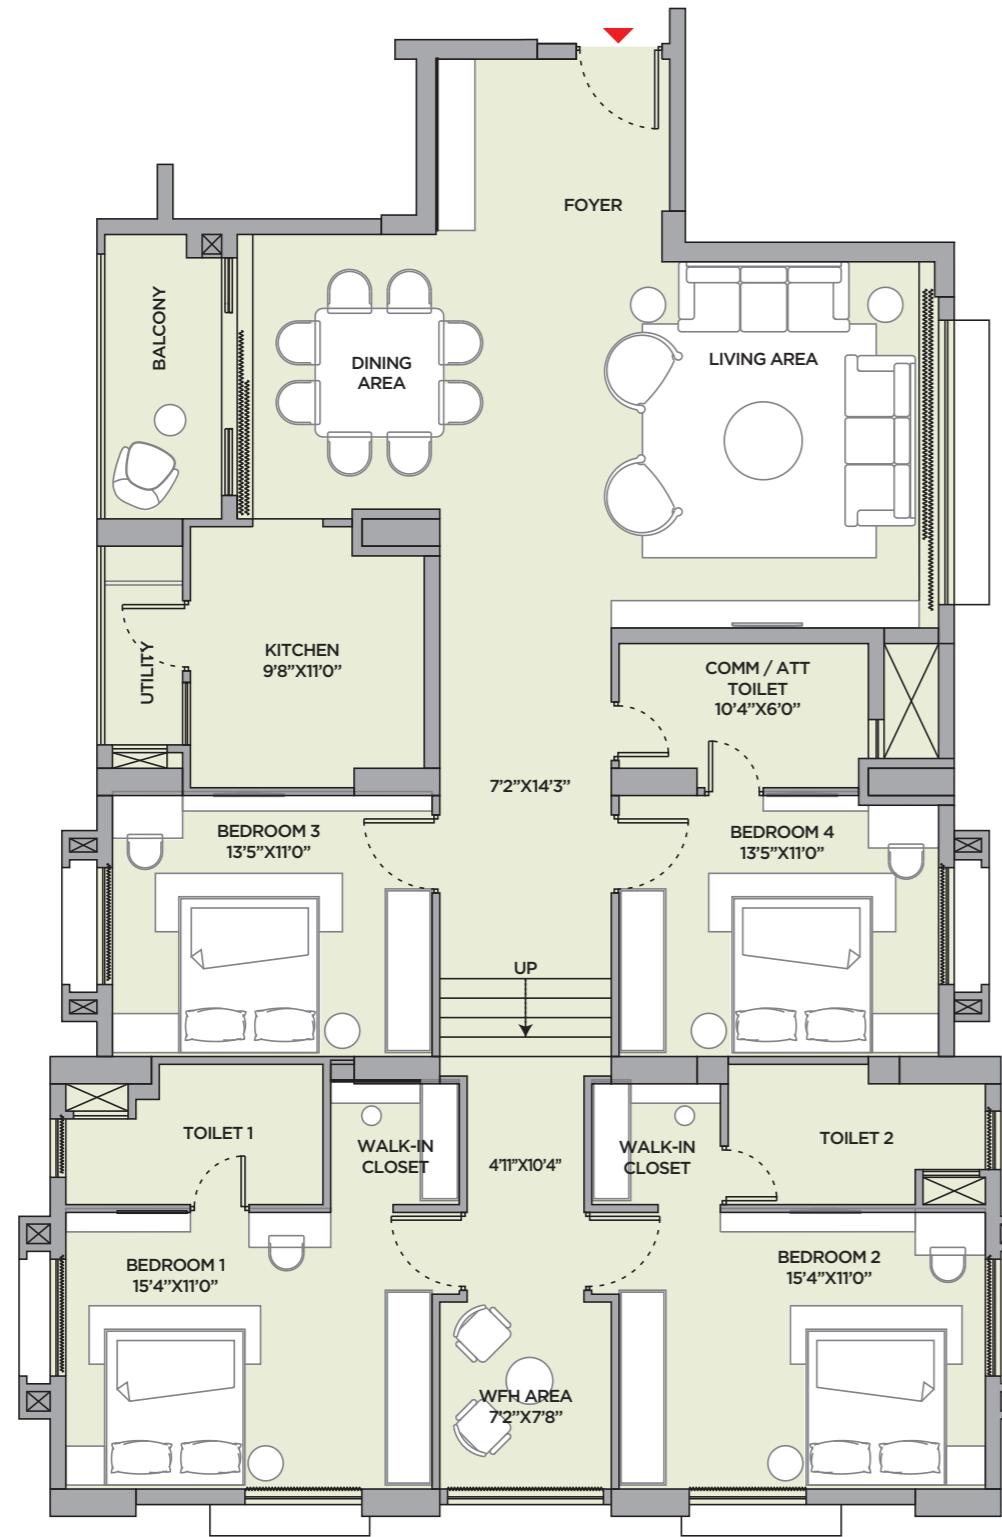 FOYER
BALCONY
DINING
AREA
LIVING AREA
KITCHEN
9'8”X11'0”
UTILITY
COMM / ATT
TOILET
10'4”X6'0”
7'2”X14'3”
BEDROOM 3
13'5”X11'0”
BEDROOM 4
13'5”X11'0”
UP
TOILET 1
WALK-IN
CLOSET
4'11”X10'4”
WALK-IN
CLOSET
TOILET 2
BEDROOM 1
15'4”X11'0”
BEDROOM 2
15'4”X11'0”
WFH AREA
7'2”X7'8”